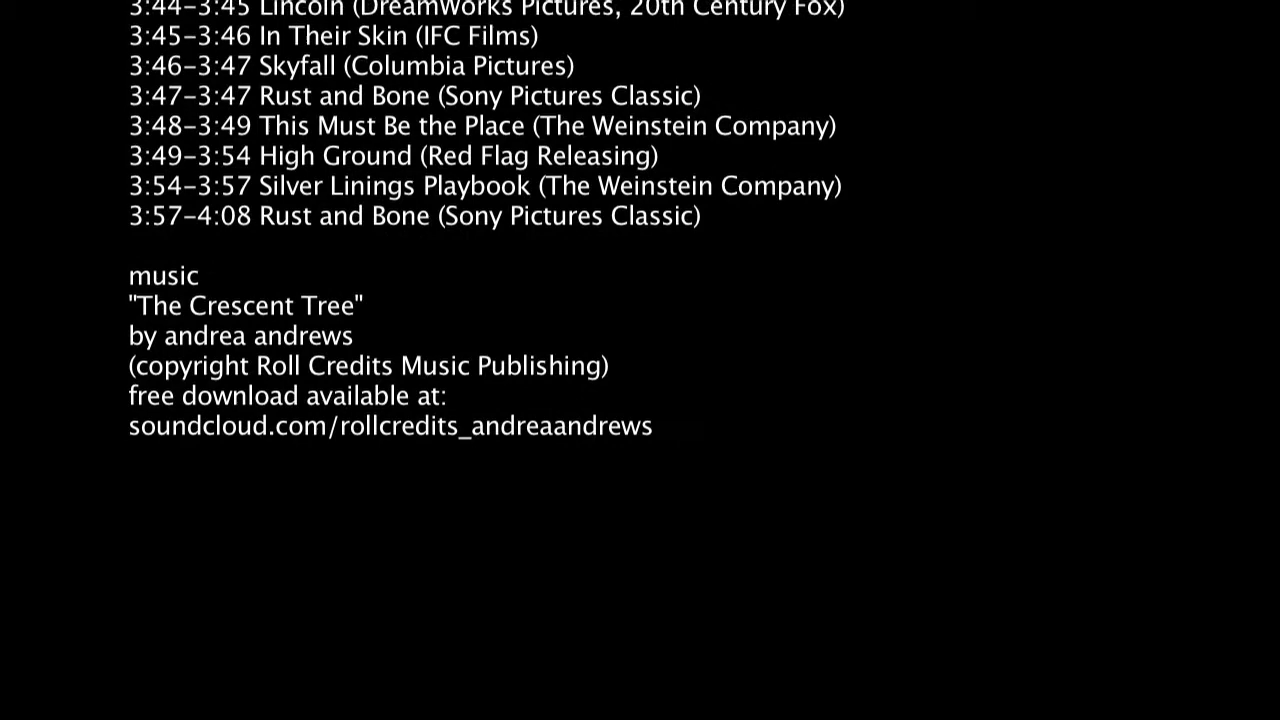 3:44-3:45 Lincoln (DreamWorks Pictures, 20th Century Fox)
3:45-3:46 In Their Skin (IFC Films)
3:46-3:47 Skyfall (Columbia Pictures)
3:47-3:47 Rust and Bone (Sony Pictures Classic)
3:48-3:49 This Must Be the Place (The Weinstein Company)
3:49-3:54 High Ground (Red Flag Releasing)
3:54-3:57 Silver Linings Playbook (The Weinstein Company)
3:57-4:08 Rust and Bone (Sony Pictures Classic)
music
"The Crescent Tree"
by andrea andrews
(copyright Roll Credits Music Publishing)
free download available at:
soundcloud.com/rollcredits_andreaandrews